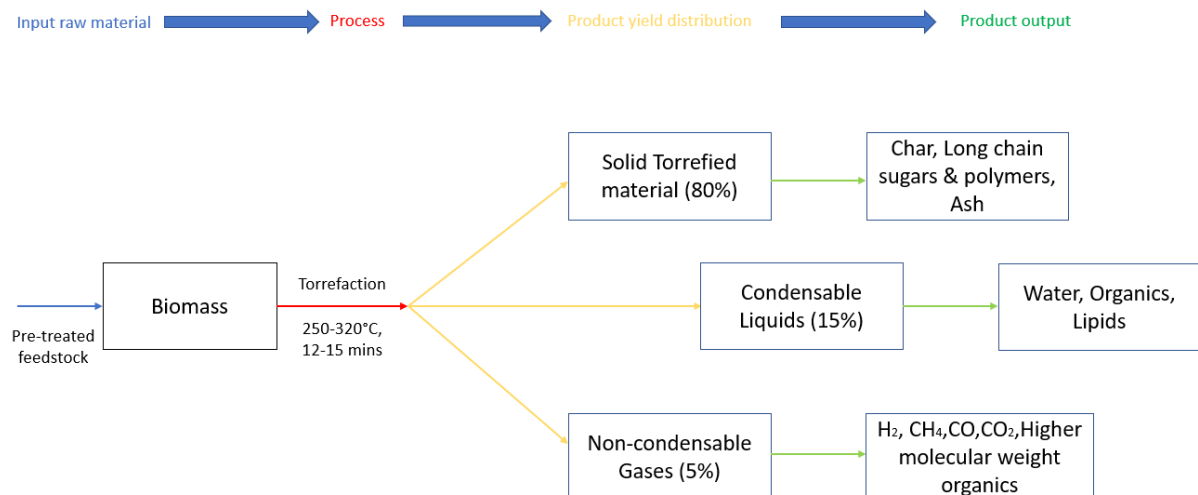 Input raw material
Process
Product yield distribution
Product output
Solid Torrefied
material (80%)
Char, Long chain
sugars & polymers,
Ash
Pre-treated
feedstock
Biomass
Torrefaction
250-320°C,
12-15 mins
Condensable
Liquids (15%)
Water, Organics,
Lipids
Non-condensable
Gases (5%)
H₂, CH₄,CO,CO₂,Higher
molecular weight
organics